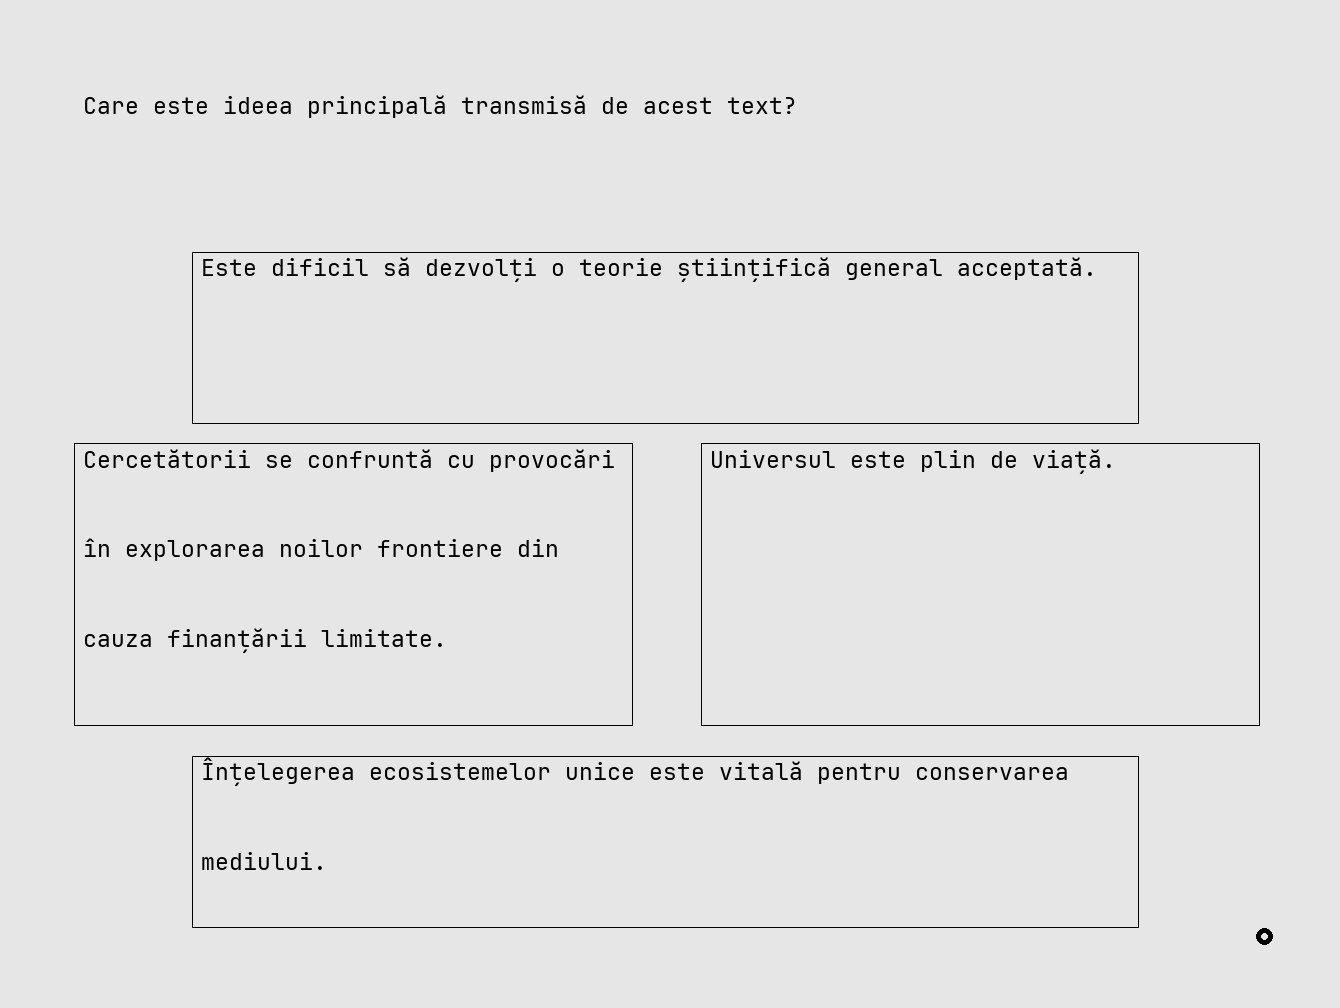 Care este ideea principală transmisă de acest text?
Este dificil să dezvolți o teorie științifică general acceptată.
Cercetătorii se confruntă cu provocări
în explorarea noilor frontiere din
cauza finanțării limitate.
Universul este plin de viață.
Înțelegerea ecosistemelor unice este vitală pentru conservarea
mediului.